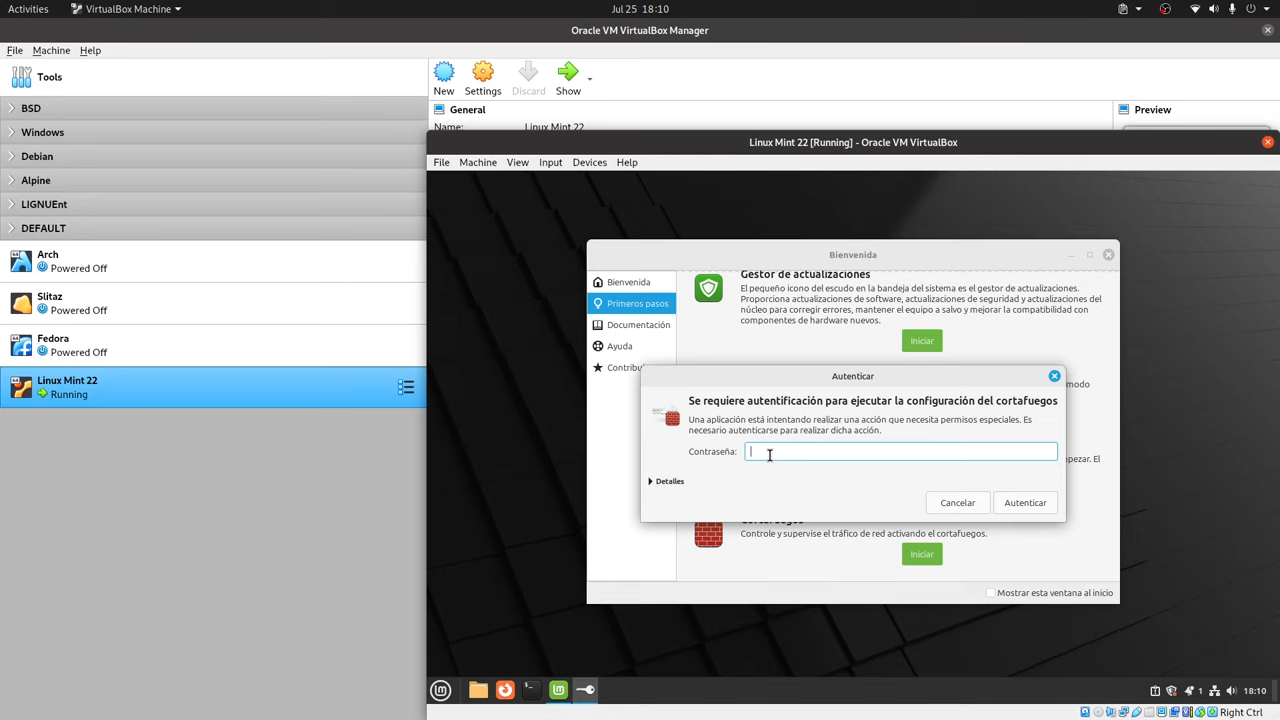 Activities
VirtualBox Machine
Jul 25 18:10
Oracle VM VirtualBox Manager
File Machine Help
Tools
New Settings Discard Show
General
Preview
Name: Linux Mint 22
BSD
Windows
Debian
Alpine
LIGNUEnt
DEFAULT
Arch
Powered Off
Slitaz
Powered Off
Fedora
Powered Off
Linux Mint 22
Running
Linux Mint 22 [Running] - Oracle VM VirtualBox
File Machine View Input Devices Help
Bienvenida
Bienvenida
Primeros pasos
Documentación
Ayuda
Gestor de actualizaciones
El pequeño icono del escudo en la bandeja del sistema es el gestor de actualizaciones.
Proporciona actualizaciones de software, actualizaciones de seguridad y actualizaciones del
núcleo para corregir errores, mantener el equipo a salvo y mejorar la compatibilidad con
componentes de hardware nuevos.
Iniciar
modo
Autenticar
Se requiere autentificación para ejecutar la configuración del cortafuegos
Una aplicación está intentando realizar una acción que necesita permisos especiales. Es
necesario autenticarse para realizar dicha acción.
Contraseña:
Detalles
Cancelar Autenticar
pezar. El
Cortafuegos
Controle y supervise el tráfico de red activando el cortafuegos.
Iniciar
Mostrar esta ventana al inicio
1
18:10
Right Ctrl